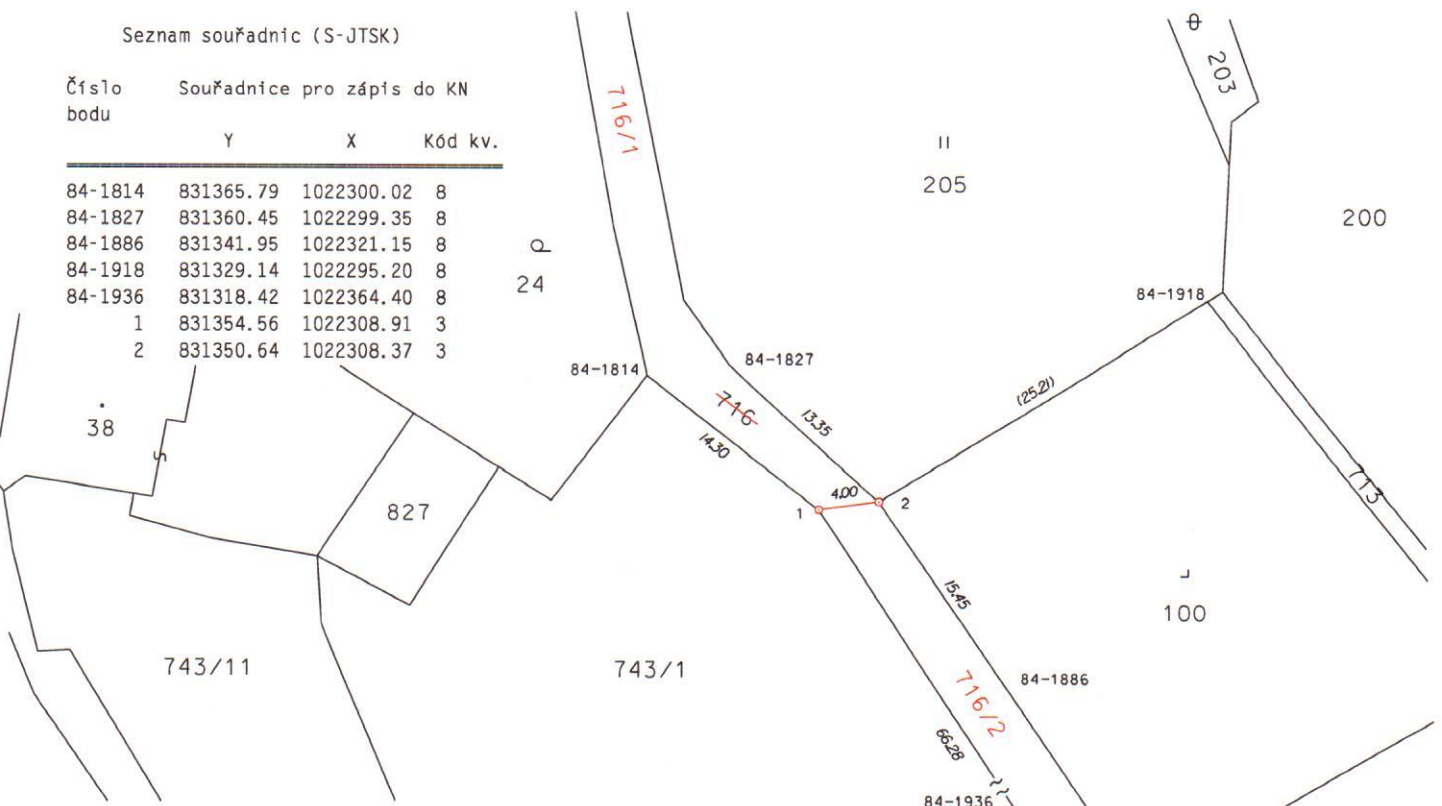 Seznam souřadnic (S-JTSK)
Číslo bodu Souřadnice pro zápis do KN
Y X Kód kv.
84-1814 831365.79 1022300.02 8
84-1827 831360.45 1022299.35 8
84-1886 831341.95 1022321.15 8
84-1918 831329.14 1022295.20 8
84-1936 831318.42 1022364.40 8
1 831354.56 1022308.91 3
2 831350.64 1022308.37 3
716/1
203
205
200
24
84-1918
84-1827
84-1814
716
13.35
(25.21)
14.30
38
827
4.00
1
2
713
15.45
100
743/11
743/1
84-1886
716/2
66.28
84-1936